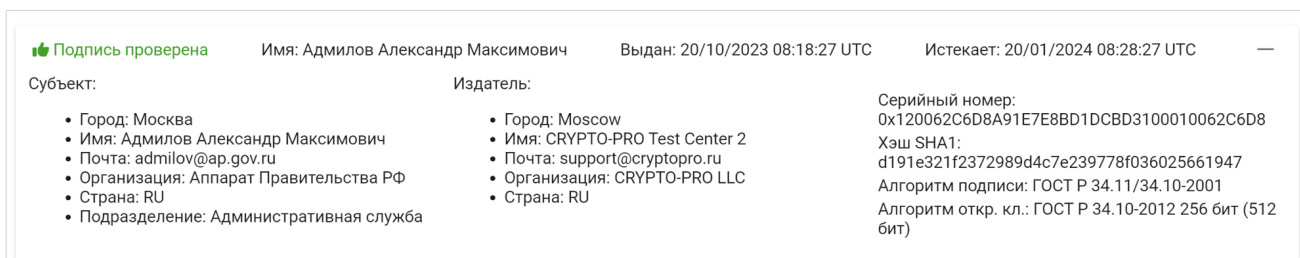 Подпись проверена Имя: Адмилов Александр Максимович Выдан: 20/10/2023 08:18:27 UTC Истекает: 20/01/2024 08:28:27 UTC —
Субъект:
• Город: Москва
• Имя: Адмилов Александр Максимович
• Почта: admilov@ap.gov.ru
• Организация: Аппарат Правительства РФ
• Страна: RU
• Подразделение: Административная служба
Издатель:
• Город: Moscow
• Имя: CRYPTO-PRO Test Center 2
• Почта: support@cryptopro.ru
• Организация: CRYPTO-PRO LLC
• Страна: RU
Серийный номер:
0x120062C6D8A91E7E8BD1DCBD3100010062C6D8
Хэш SHA1:
d191e321f2372989d4c7e239778f036025661947
Алгоритм подписи: ГОСТ Р 34.11/34.10-2001
Алгоритм откр. кл.: ГОСТ Р 34.10-2012 256 бит (512
бит)